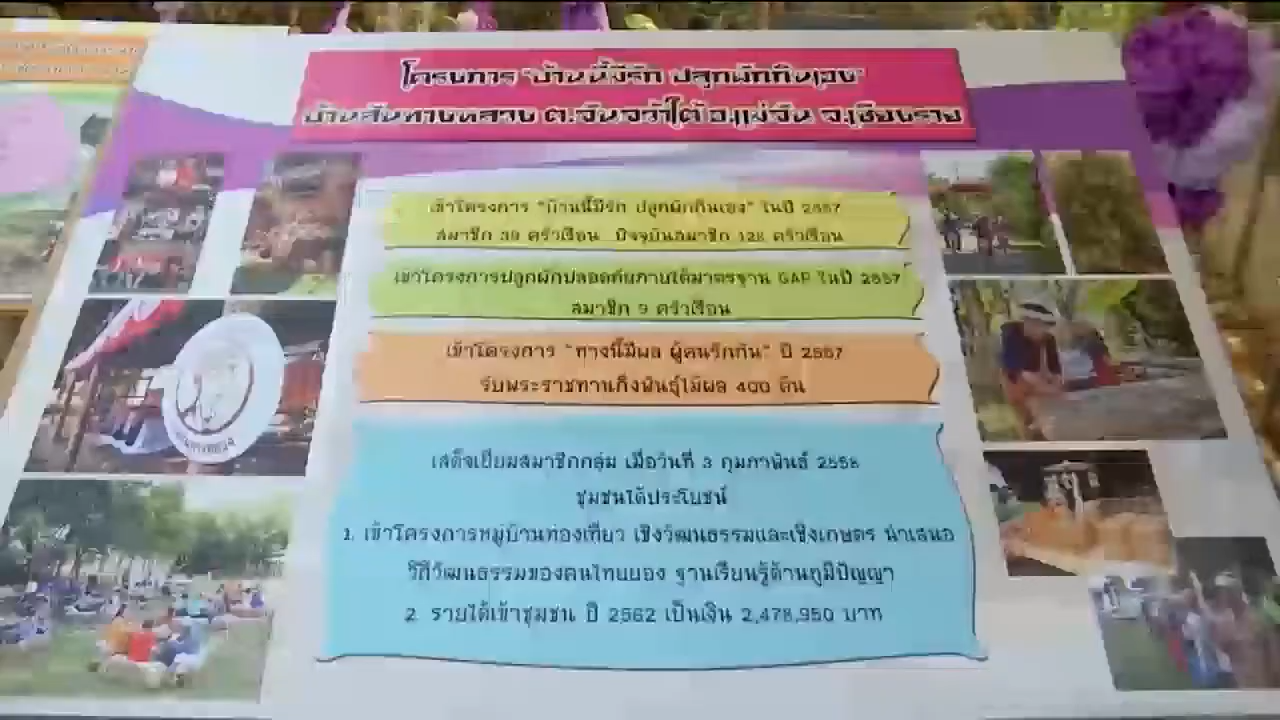 โครงการ "บ้านนี้มีรัก ปลูกผักกินเอง"
บ้านสันทางหลวง ต.จันจว้าใต้ อ.แม่จัน จ.เชียงราย
เข้าโครงการ "บ้านนี้มีรัก ปลูกผักกินเอง" ในปี 2557
สมาชิก 39 ครัวเรือน ปัจจุบันสมาชิก 128 ครัวเรือน
เข้าโครงการปลูกผักปลอดภัยภายใต้มาตรฐาน GAP ในปี 2557
สมาชิก 9 ครัวเรือน
เข้าโครงการ "ทางนี้มีผล ผู้คนรักกัน" ปี 2557
รับพระราชทานกิ่งพันธุ์ไม้ผล 400 ต้น
เสด็จเยี่ยมสมาชิกกลุ่ม เมื่อวันที่ 3 กุมภาพันธ์ 2558
ชุมชนได้ประโยชน์
1. เข้าโครงการหมู่บ้านท่องเที่ยว เชิงวัฒนธรรมและเชิงเกษตร นำเสนอ
วิถีวัฒนธรรมของคนไทยยอง ฐานเรียนรู้ด้านภูมิปัญญา
2. รายได้เข้าชุมชน ปี 2562 เป็นเงิน 2,478,950 บาท